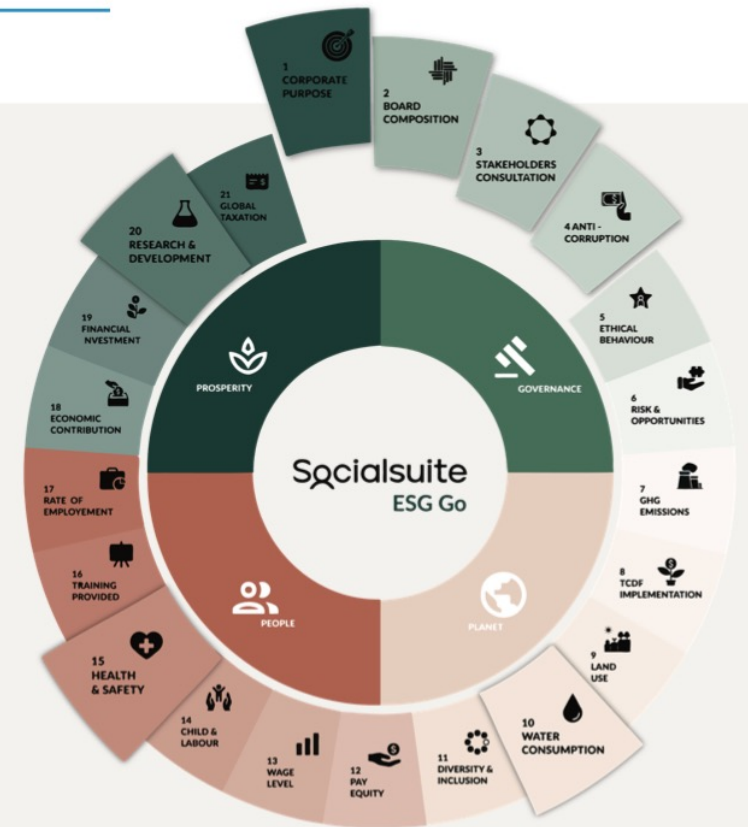 1
CORPORATE
PURPOSE
2
BOARD
COMPOSITION
3
STAKEHOLDERS
CONSULTATION
4 ANTI -
CORRUPTION
5
ETHICAL
BEHAVIOUR
6
RISK &
OPPORTUNITIES
7
GHG
EMISSIONS
8
TCDF
IMPLEMENTATION
9
LAND
USE
10
WATER
CONSUMPTION
11
DIVERSITY &
INCLUSION
12
PAY
EQUITY
13
WAGE
LEVEL
14
CHILD &
LABOUR
15
HEALTH
& SAFETY
16
TRAINING
PROVIDED
17
RATE OF
EMPLOYEMENT
18
ECONOMIC
CONTRIBUTION
19
FINANCIAL
NVESTMENT
20
RESEARCH &
DEVELOPMENT
21
GLOBAL
TAXATION
PROSPERITY
GOVERNANCE
PEOPLE
PLANET
Socialsuite
ESG Go